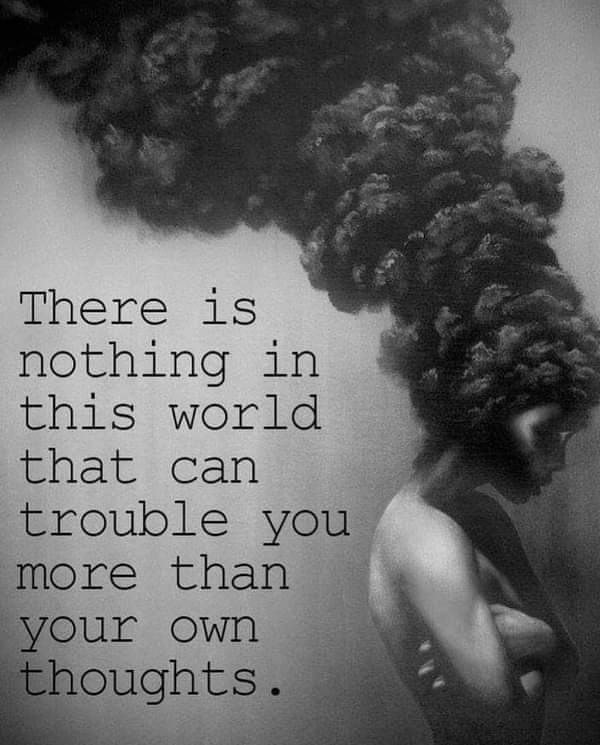 There is
nothing in
this world
that can
trouble you
more than
your own
thoughts.